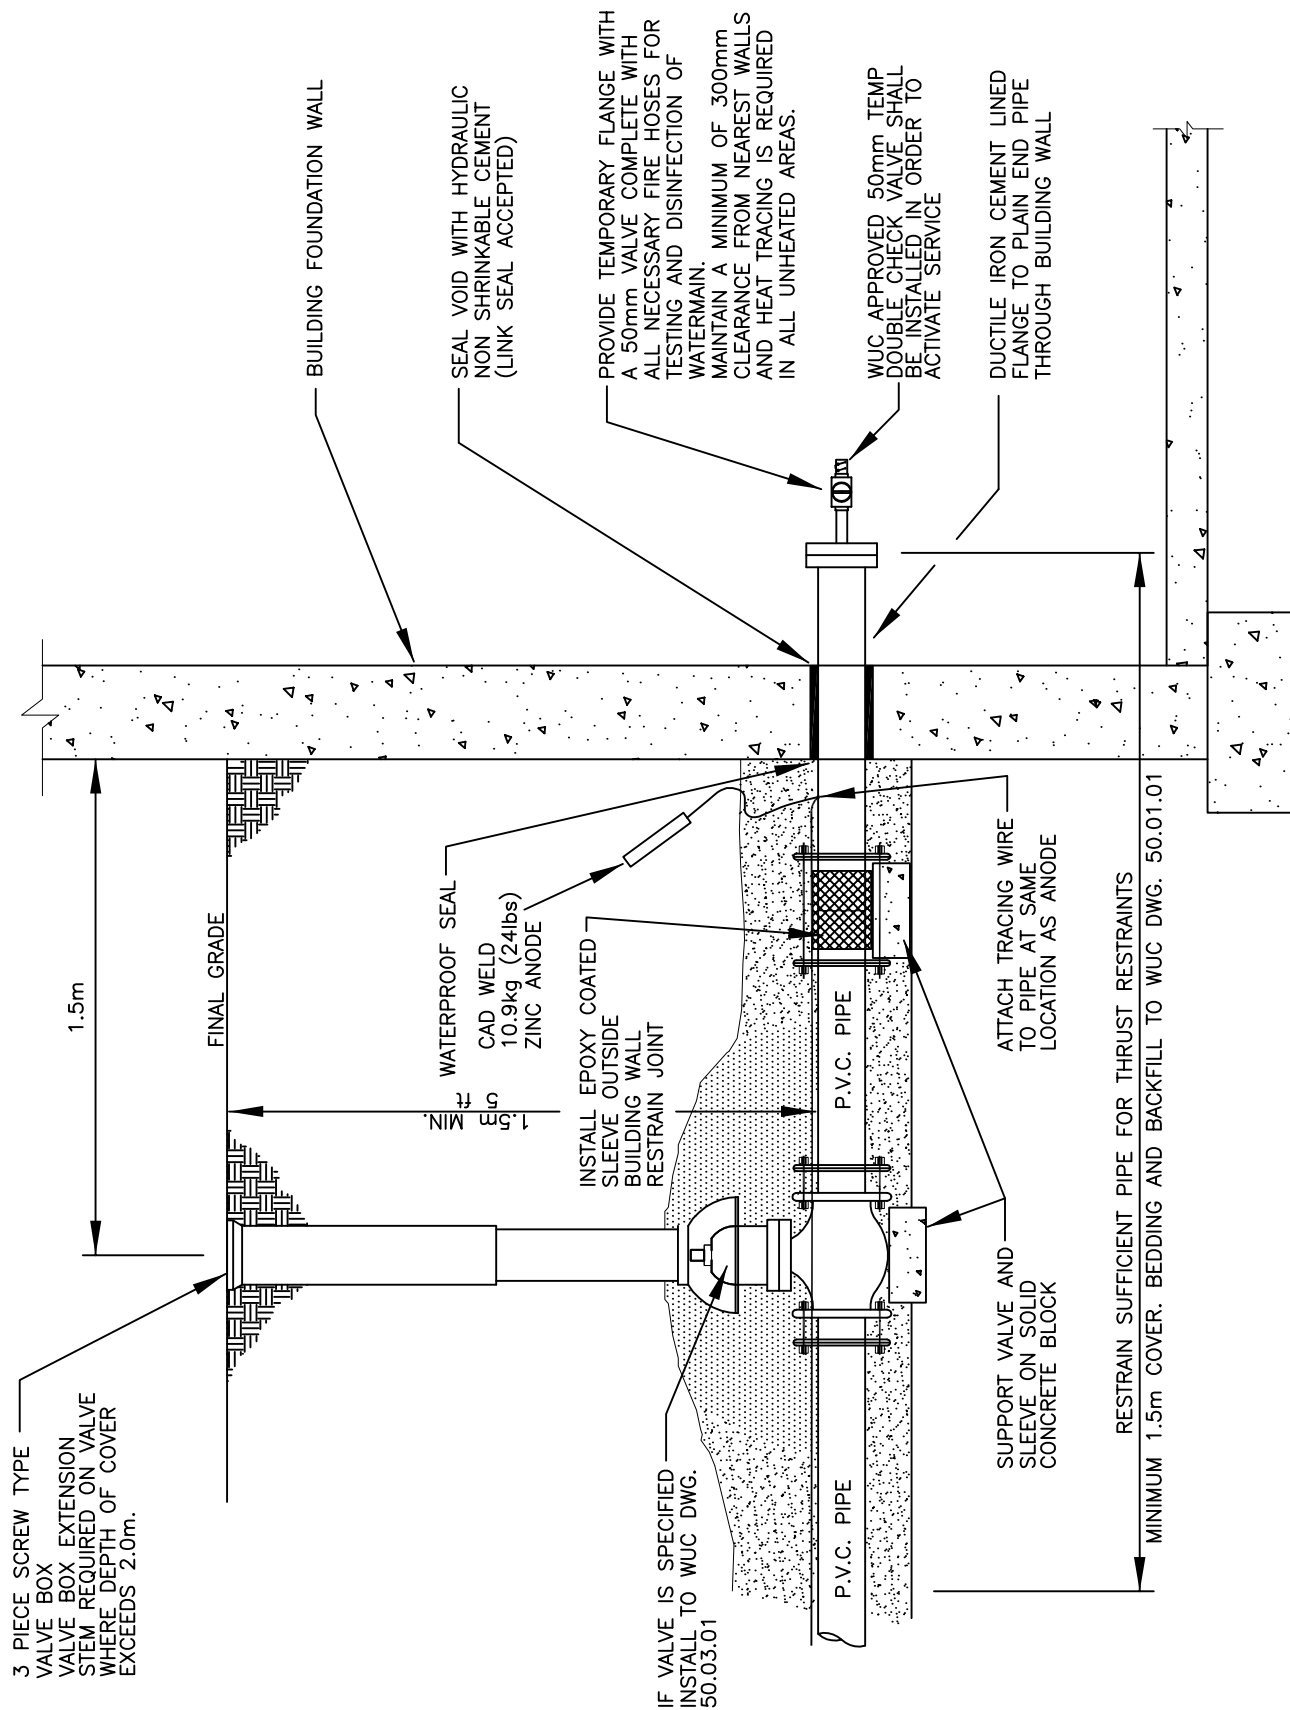 3 PIECE SCREW TYPE
VALVE BOX
VALVE BOX EXTENSION
STEM REQUIRED ON VALVE
WHERE DEPTH OF COVER
EXCEEDS 2.0m.
1.5m
FINAL GRADE
BUILDING FOUNDATION WALL
WATERPROOF SEAL
CAD WELD
10.9kg (24lbs)
ZINC ANODE
1.5m MIN.
5 ft
SEAL VOID WITH HYDRAULIC
NON SHRINKABLE CEMENT
(LINK SEAL ACCEPTED)
INSTALL EPOXY COATED
SLEEVE OUTSIDE
BUILDING WALL
RESTRAIN JOINT
PROVIDE TEMPORARY FLANGE WITH
A 50mm VALVE COMPLETE WITH
ALL NECESSARY FIRE HOSES FOR
TESTING AND DISINFECTION OF
WATERMAIN.
MAINTAIN A MINIMUM OF 300mm
CLEARANCE FROM NEAREST WALLS
AND HEAT TRACING IS REQUIRED
IN ALL UNHEATED AREAS.
IF VALVE IS SPECIFIED
INSTALL TO WUC DWG.
50.03.01
P.V.C. PIPE
P.V.C. PIPE
WUC APPROVED 50mm TEMP
DOUBLE CHECK VALVE SHALL
BE INSTALLED IN ORDER TO
ACTIVATE SERVICE
SUPPORT VALVE AND
SLEEVE ON SOLID
CONCRETE BLOCK
ATTACH TRACING WIRE
TO PIPE AT SAME
LOCATION AS ANODE
DUCTILE IRON CEMENT LINED
FLANGE TO PLAIN END PIPE
THROUGH BUILDING WALL
RESTRAIN SUFFICIENT PIPE FOR THRUST RESTRAINTS
MINIMUM 1.5m COVER. BEDDING AND BACKFILL TO WUC DWG. 50.01.01